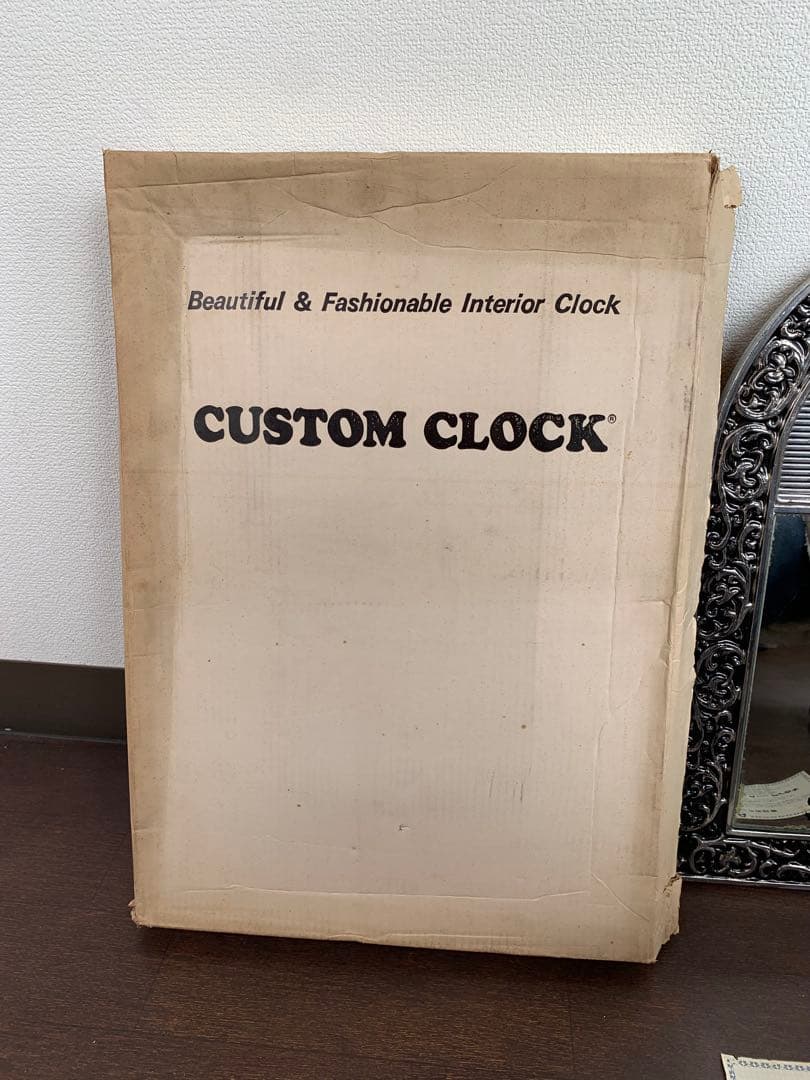 Beautiful & Fashionable Interior Clock
CUSTOM CLOCK®